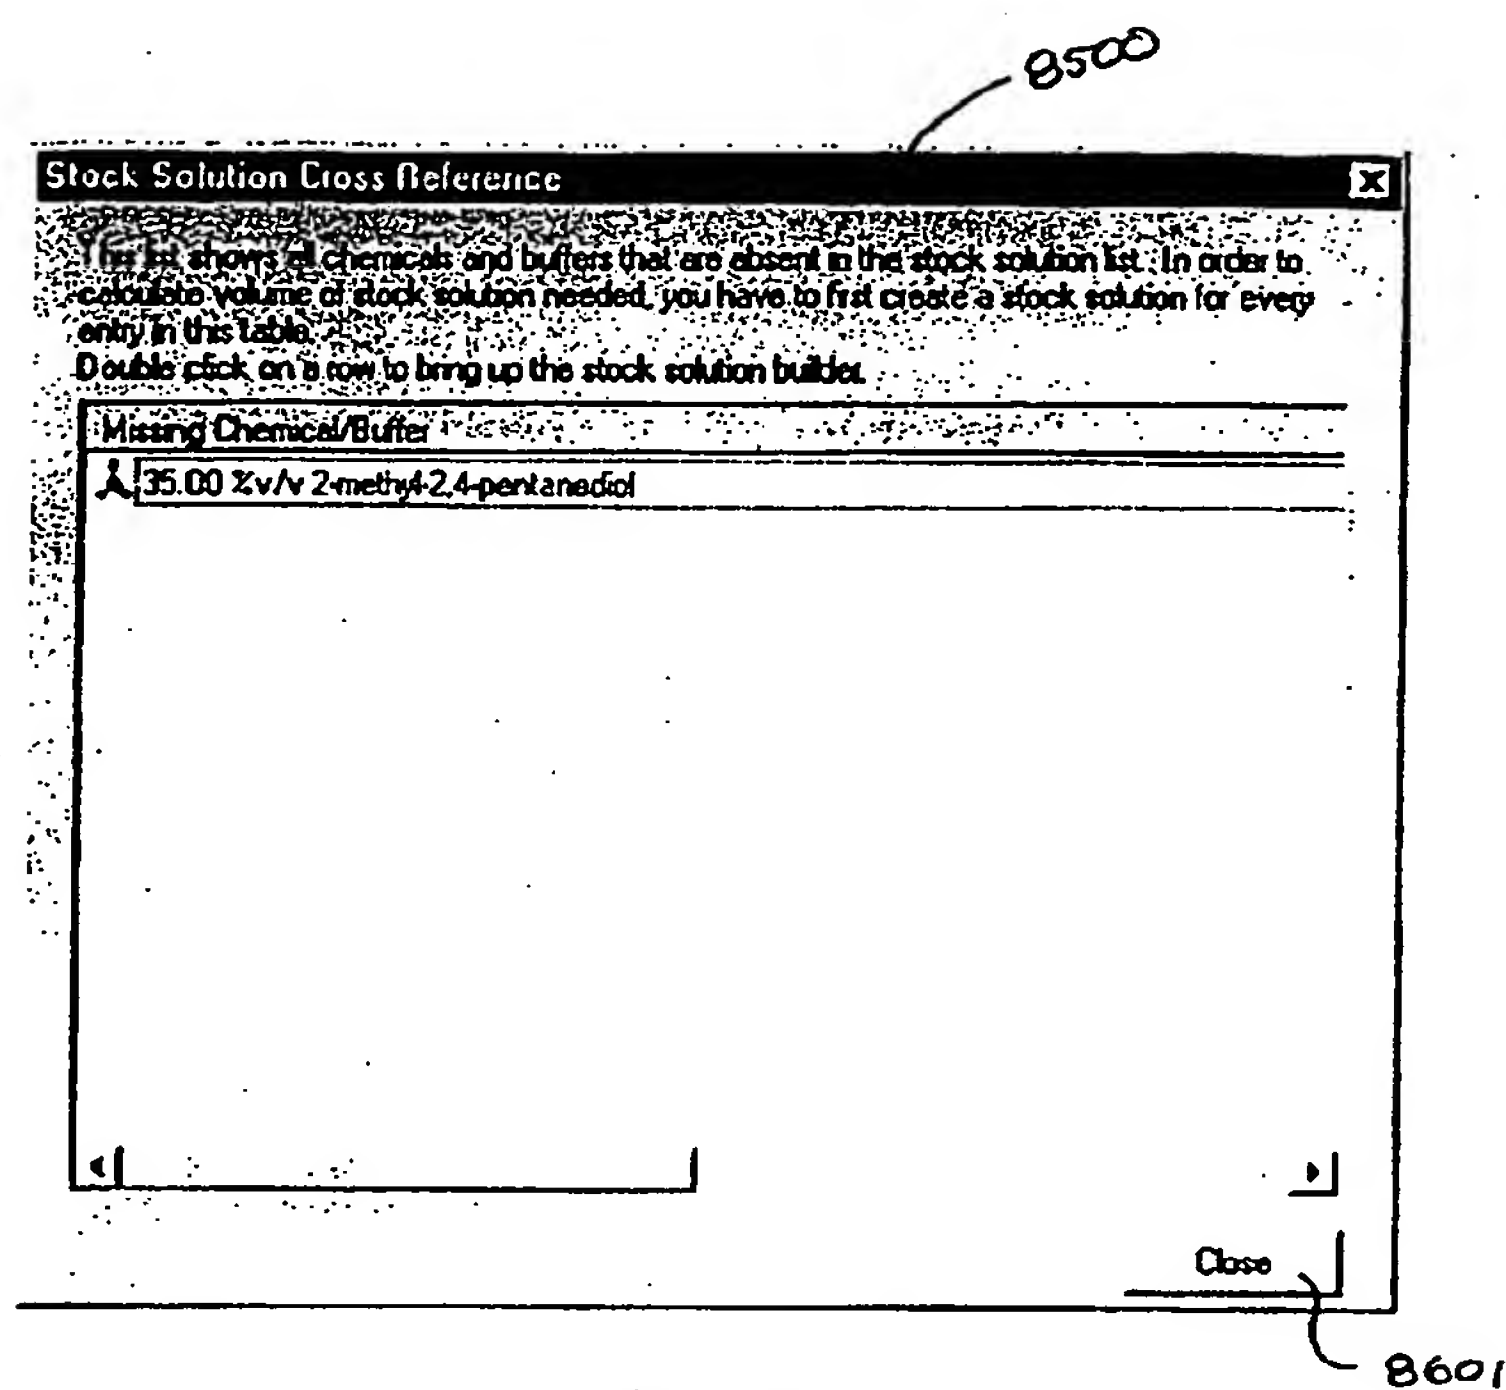 8500
Stock Solution Cross Reference
This list shows all chemicals and buffers that are absent in the stock solution list. In order to
calculate volume of stock solution needed, you have to first create a stock solution for every
entry in this table.
Double click on a row to bring up the stock solution builder.
Missing Chemical/Buffer
35.00 %v/v 2-methyl-2,4-pentanediol
Close
8601